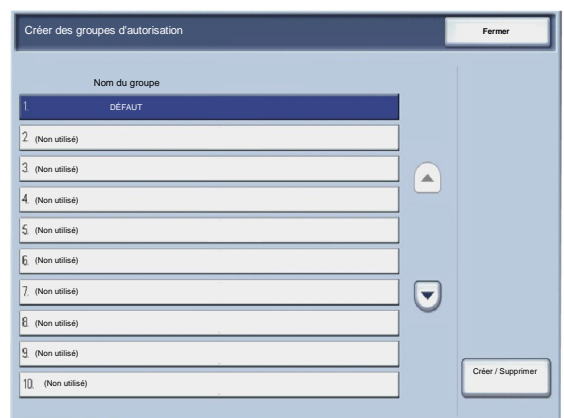 Créer des groupes d'autorisation
Fermer
Nom du groupe
1. DÉFAUT
2. (Non utilisé)
3. (Non utilisé)
4. (Non utilisé)
5. (Non utilisé)
6. (Non utilisé)
7. (Non utilisé)
8. (Non utilisé)
9. (Non utilisé)
10. (Non utilisé)
Créer / Supprimer